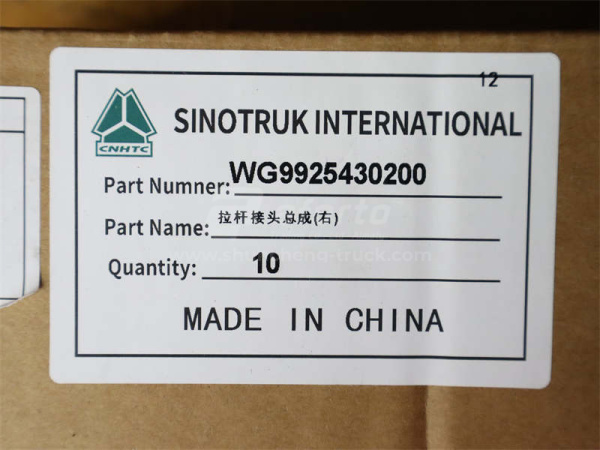 12
SINOTRUK INTERNATIONAL
CNHTC
Part Numner: WG9925430200
Part Name: 拉杆接头总成(右)
Quantity: 10
MADE IN CHINA